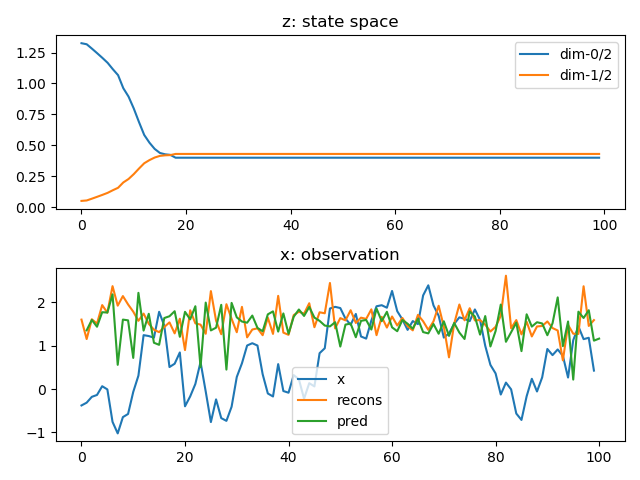 z: state space
1.25
1.00
0.75
0.50
0.25
0.00
dim-0/2
dim-1/2
0 20 40 60 80 100
x: observation
2
1
0
−1
x
recons
pred
0 20 40 60 80 100